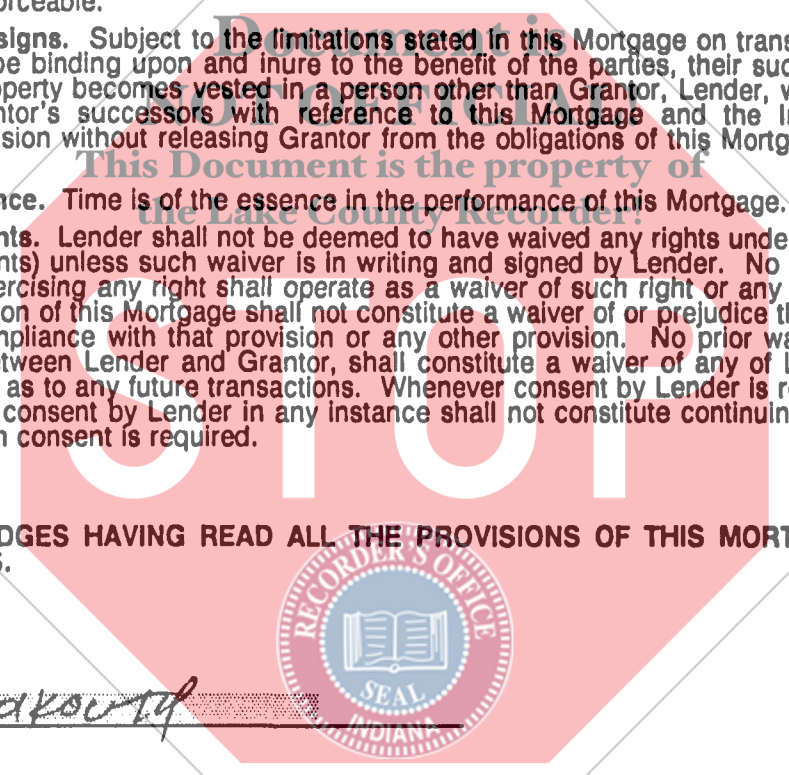 orceable.
signs. Subject to the limitations stated in this Mortgage on trans
be binding upon and inure to the benefit of the parties, their suc
operty becomes vested in a person other than Grantor, Lender, w
ntor's successors with reference to this Mortgage and the In
sion without releasing Grantor from the obligations of this Mortg
nce. Time is of the essence in the performance of this Mortgage.
nts. Lender shall not be deemed to have waived any rights unde
nts) unless such waiver is in writing and signed by Lender. No
ercising any right shall operate as a waiver of such right or any
on of this Mortgage shall not constitute a waiver of or prejudice th
mpliance with that provision or any other provision. No prior wa
etween Lender and Grantor, shall constitute a waiver of any of L
as to any future transactions. Whenever consent by Lender is r
consent by Lender in any instance shall not constitute continuin
h consent is required.
DGES HAVING READ ALL THE PROVISIONS OF THIS MORT
S.
Document is
NOT OFFICIAL
This Document is the property of
the Lake County Recorder!
STOP
RECORDER'S OFFICE
SEAL
INDIANA